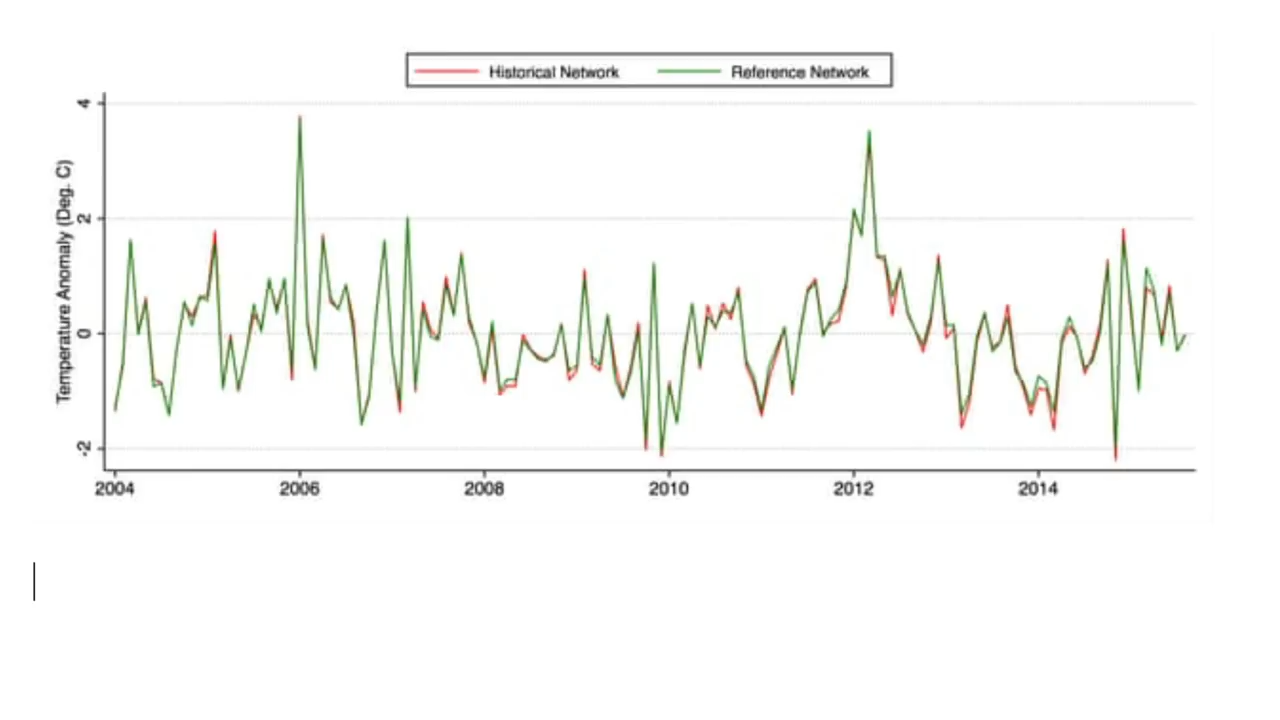 Historical Network Reference Network
Temperature Anomaly (Deg. C)
4
2
0
-2
2004 2006 2008 2010 2012 2014